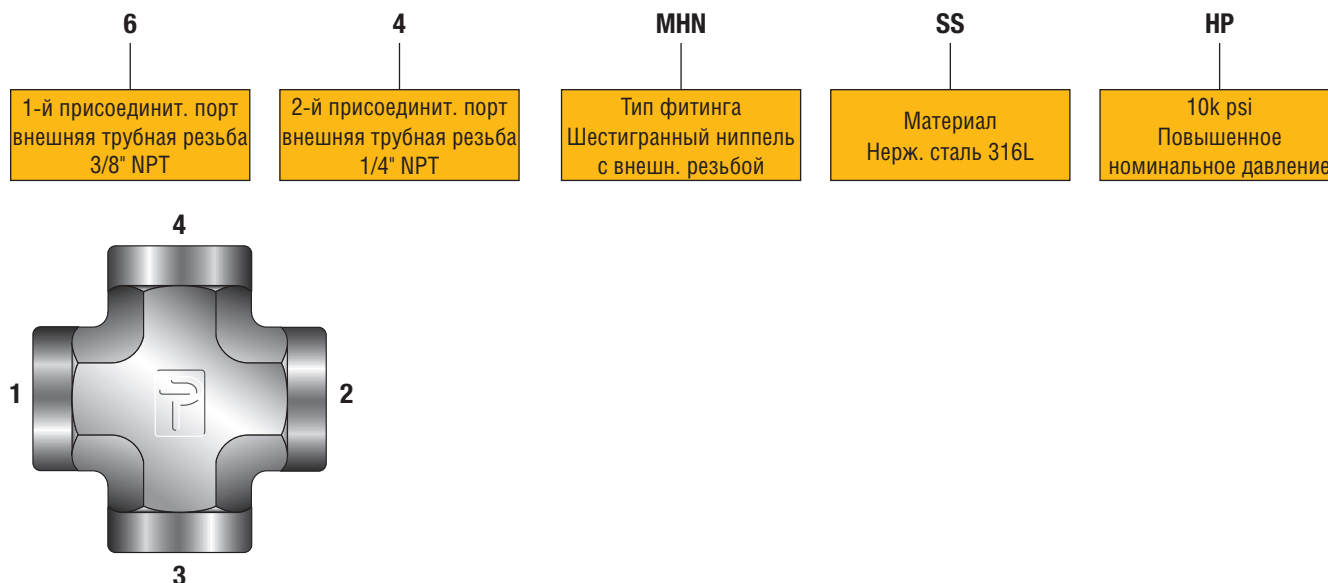 6 4 MHN SS HP
1-й присоединит. порт
внешняя трубная резьба
3/8" NPT
2-й присоединит. порт
внешняя трубная резьба
1/4" NPT
Тип фитинга
Шестигранный ниппель
с внешн. резьбой
Материал
Нерж. сталь 316L
10k psi
Повышенное
номинальное давление
4
1 2
3